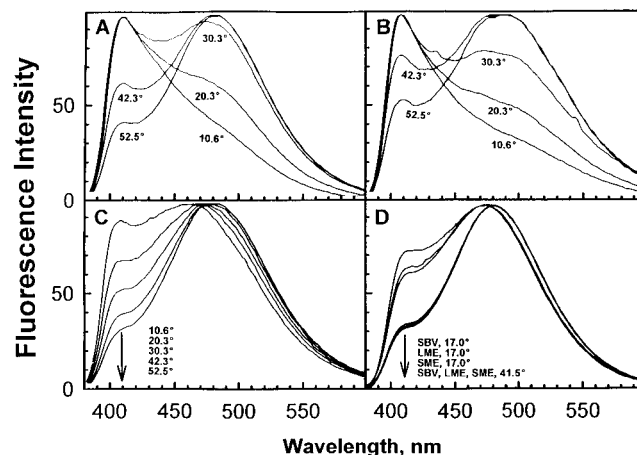 A
30.3°
42.3°
20.3°
52.5°
10.6°
B
42.3°
30.3°
20.3°
52.5°
10.6°
50
0
C
10.6°
20.3°
30.3°
42.3°
52.5°
D
SBV, 17.0°
LME, 17.0°
SME, 17.0°
SBV, LME, SME, 41.5°
50
0
400 450 500 550
400 450 500 550
Fluorescence Intensity
Wavelength, nm